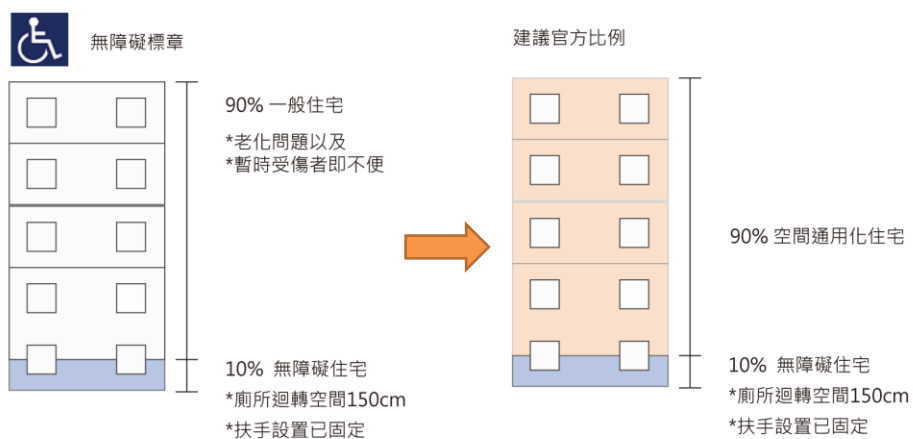 無障礙標章
90% 一般住宅
*老化問題以及
*暫時受傷者即不便
10% 無障礙住宅
*廁所迴轉空間150cm
*扶手設置已固定
建議官方比例
90% 空間通用化住宅
10% 無障礙住宅
*廁所迴轉空間150cm
*扶手設置已固定